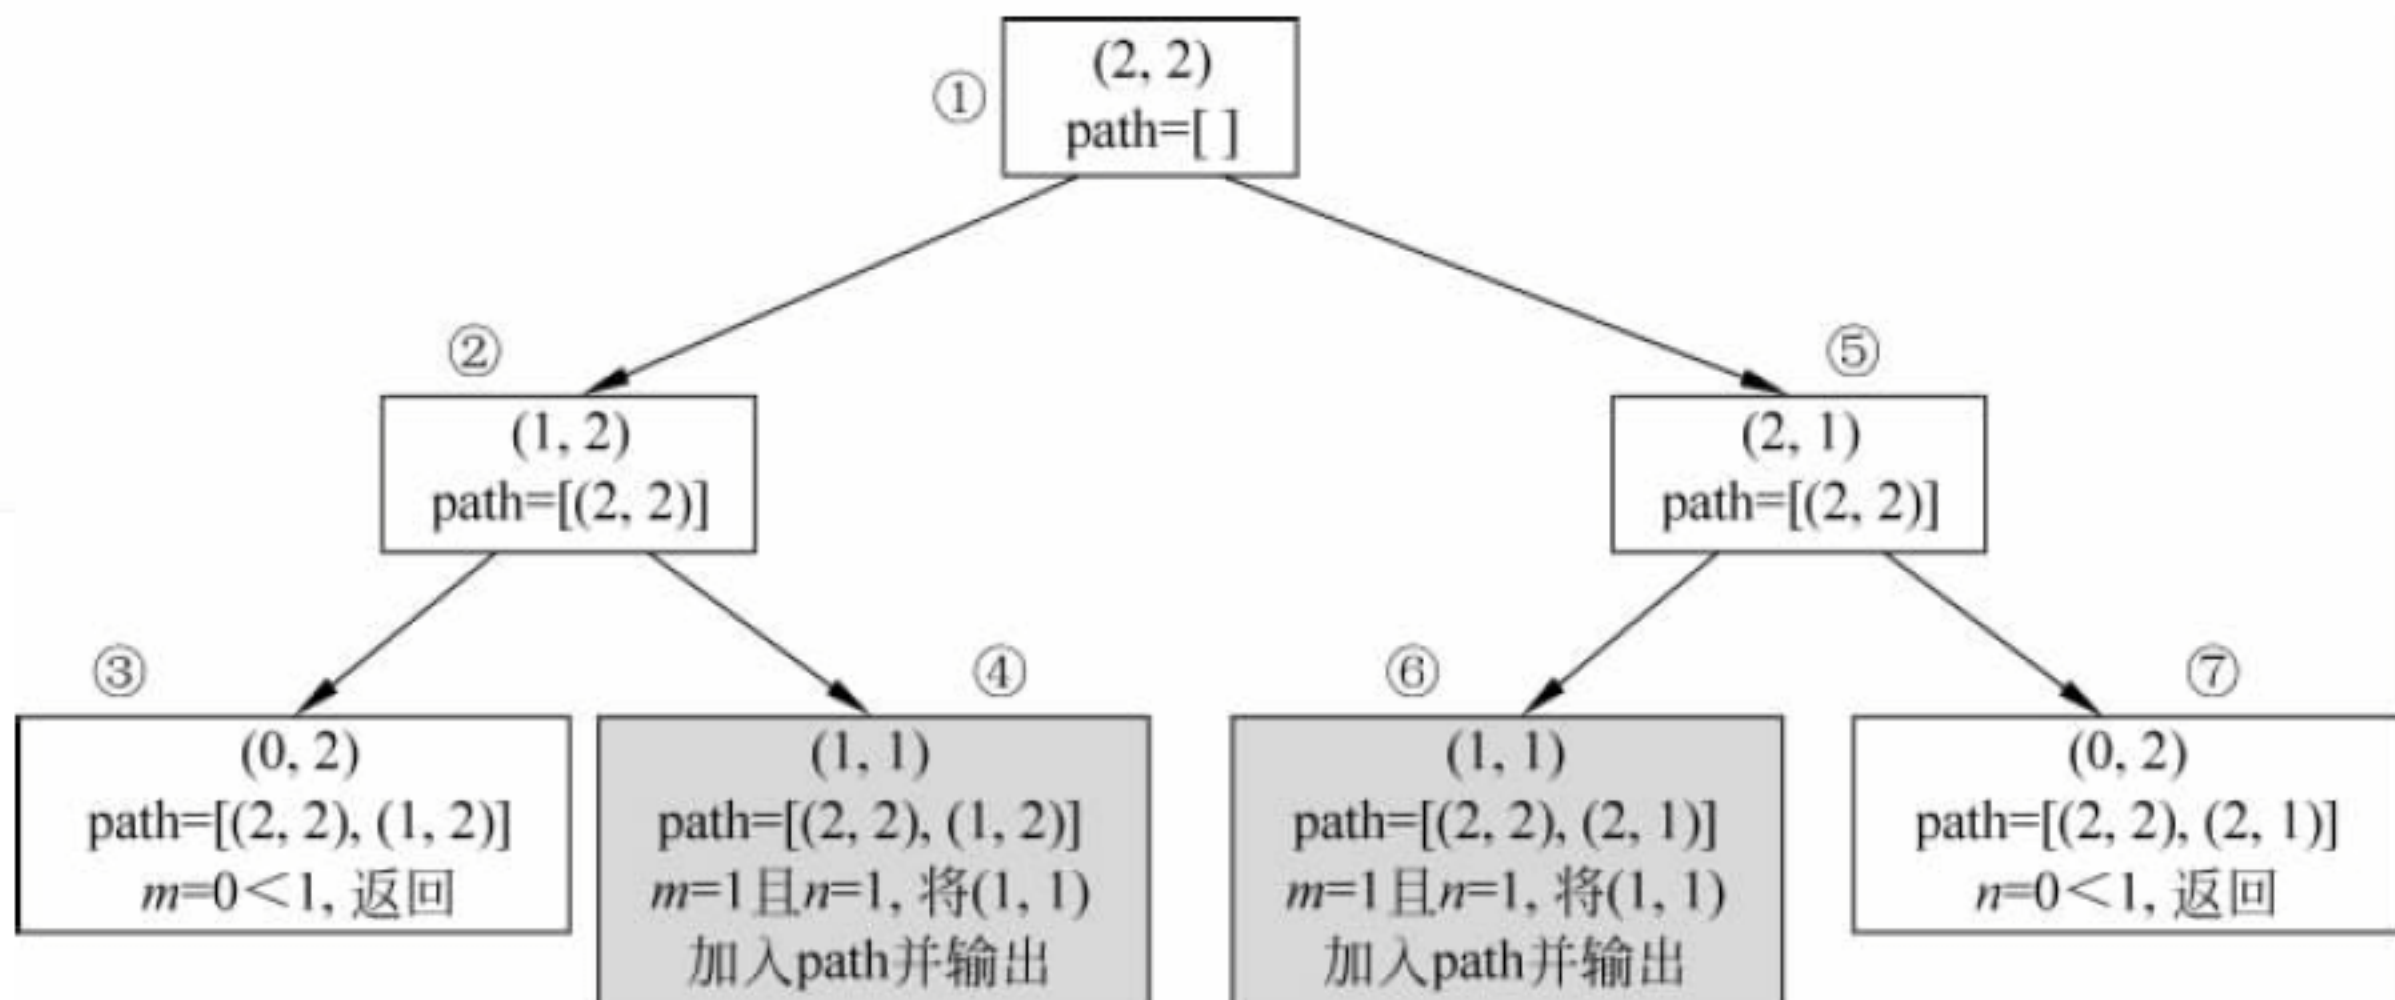 ①
(2, 2)
path=[ ]
②
(1, 2)
path=[(2, 2)]
⑤
(2, 1)
path=[(2, 2)]
③
(0, 2)
path=[(2, 2), (1, 2)]
m=0<1, 返回
④
(1, 1)
path=[(2, 2), (1, 2)]
m=1且n=1, 将(1, 1)
加入path并输出
⑥
(1, 1)
path=[(2, 2), (2, 1)]
m=1且n=1, 将(1, 1)
加入path并输出
⑦
(0, 2)
path=[(2, 2), (2, 1)]
n=0<1, 返回